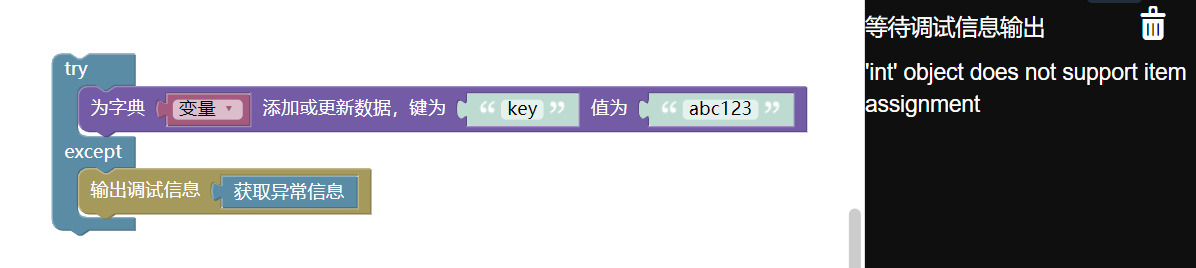 try
为字典 变量 添加或更新数据，键为 “ key ” 值为 “ abc123 ”
except
输出调试信息 获取异常信息
等待调试信息输出
'int' object does not support item
assignment